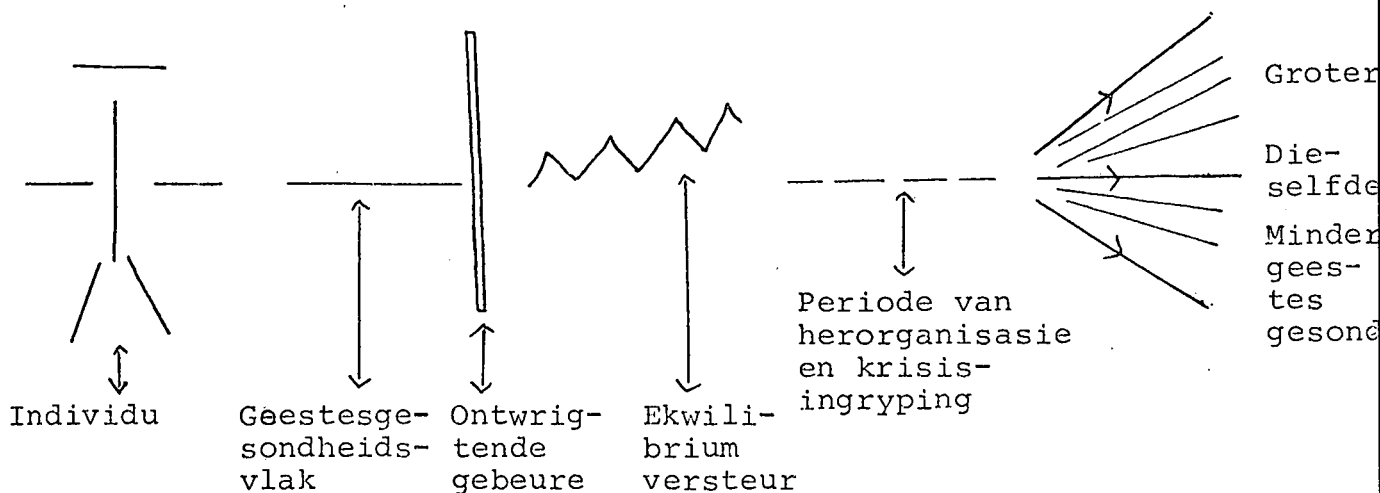 Groter
Die-
selfde
Minder
gees-
tes
gesond
Periode van
herorganisasie
en krisis-
ingryping
Individu
Geestesge-
sondheids-
vlak
Ontwrig-
tende
gebeure
Ekwili-
brium
versteur